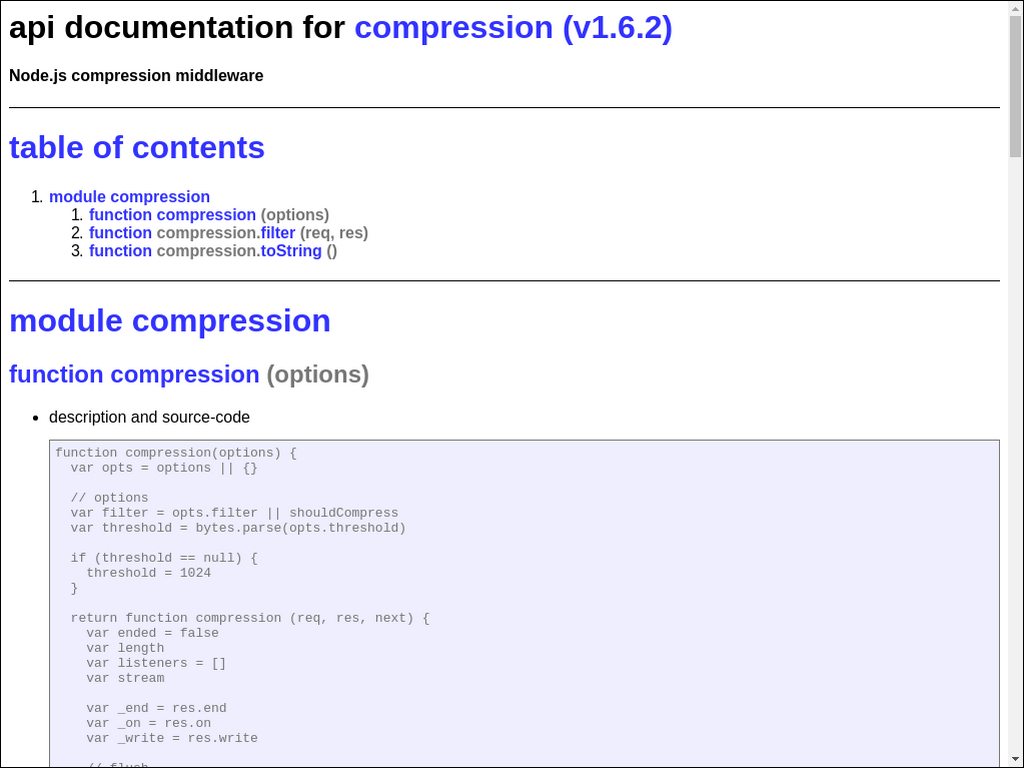 api documentation for compression (v1.6.2)
Node.js compression middleware
table of contents
1. module compression
1. function compression (options)
2. function compression.filter (req, res)
3. function compression.toString ()
module compression
function compression (options)
• description and source-code
function compression(options) {
  var opts = options || {}

  // options
  var filter = opts.filter || shouldCompress
  var threshold = bytes.parse(opts.threshold)

  if (threshold == null) {
    threshold = 1024
  }

  return function compression (req, res, next) {
    var ended = false
    var length
    var listeners = []
    var stream

    var _end = res.end
    var _on = res.on
    var _write = res.write

    // flush